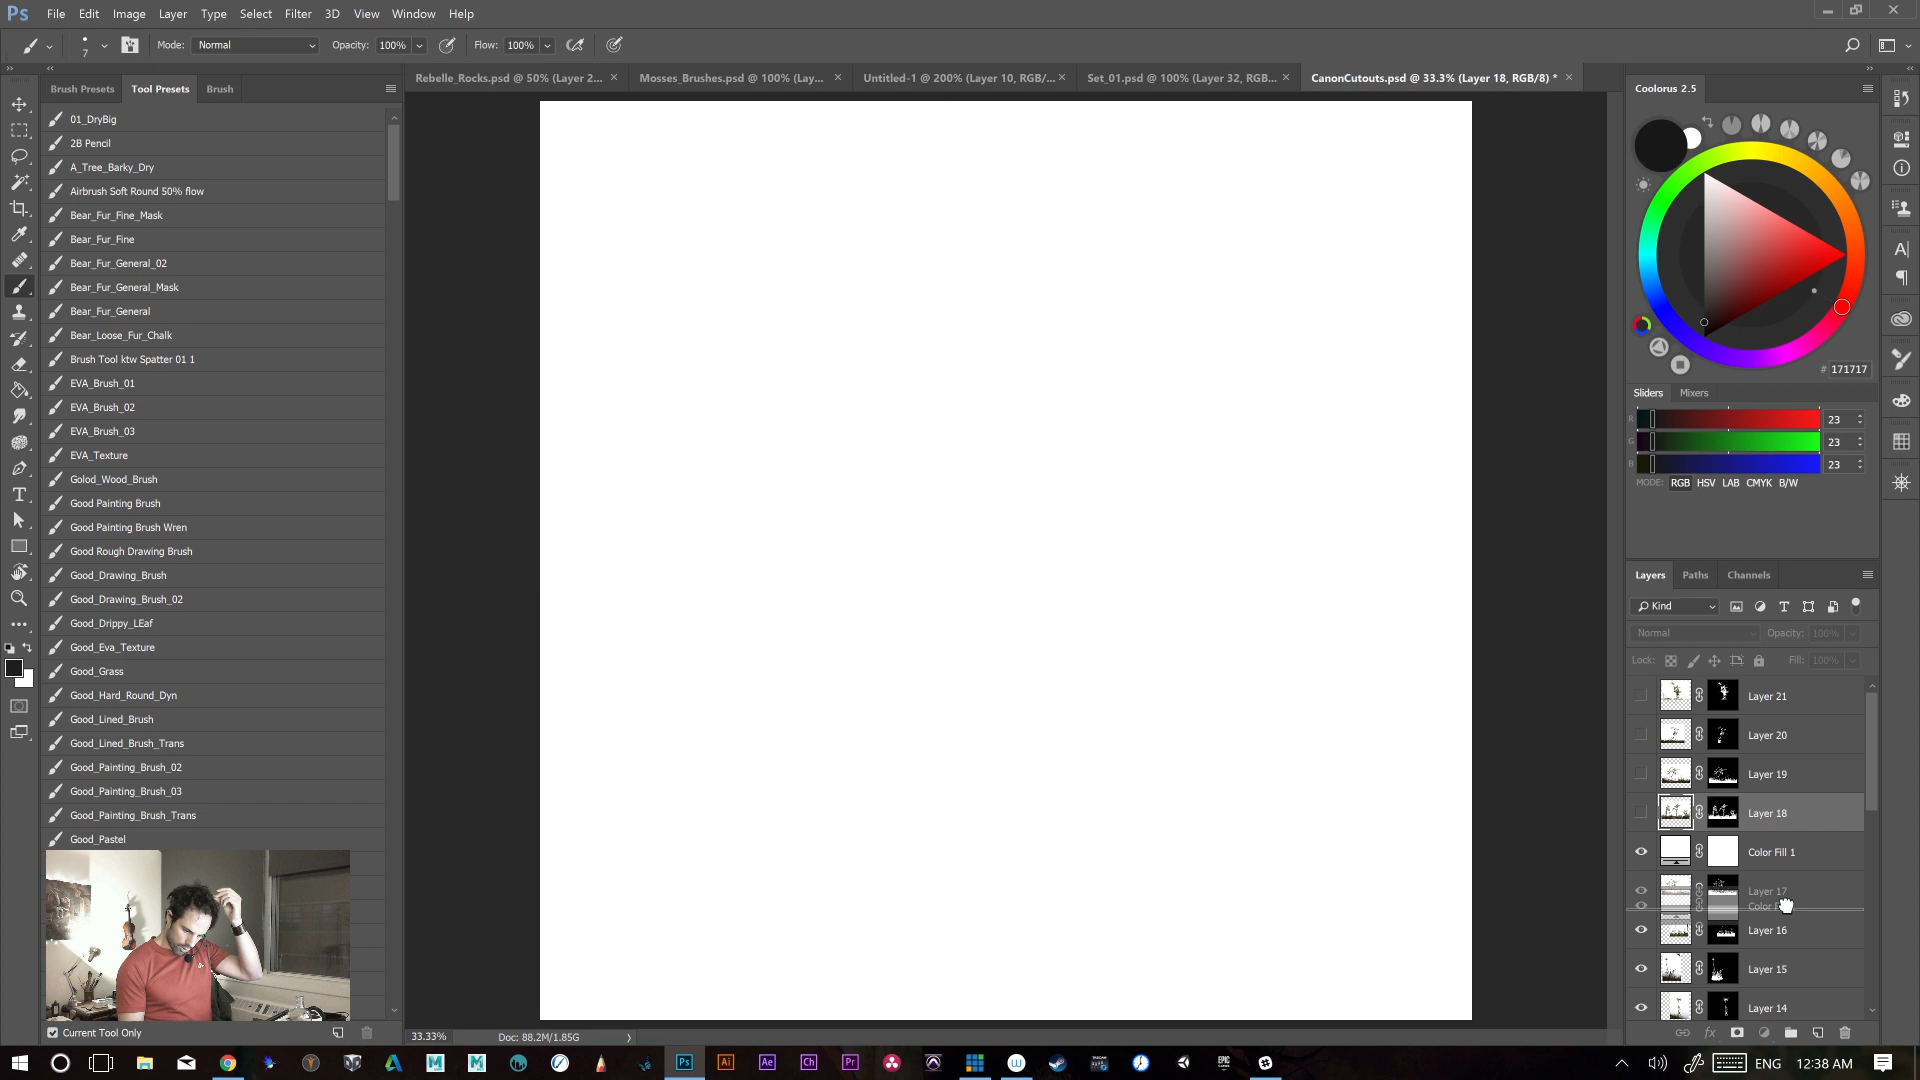 Ps File Edit Image Layer Type Select Filter 3D View Window Help
7 Mode: Normal Opacity: 100% Flow: 100%
Rebelle_Rocks.psd @ 50% (Layer 2... Mosses_Brushes.psd @ 100% (Lay... Untitled-1 @ 200% (Layer 10, RGB/... Set_01.psd @ 100% (Layer 32, RGB... CanonCutouts.psd @ 33.3% (Layer 18, RGB/8) *
Brush Presets Tool Presets Brush
01_DryBig
2B Pencil
A_Tree_Barky_Dry
Airbrush Soft Round 50% flow
Bear_Fur_Fine_Mask
Bear_Fur_Fine
Bear_Fur_General_02
Bear_Fur_General_Mask
Bear_Fur_General
Bear_Loose_Fur_Chalk
Brush Tool ktw Spatter 01 1
EVA_Brush_01
EVA_Brush_02
EVA_Brush_03
EVA_Texture
Golod_Wood_Brush
Good Painting Brush
Good Painting Brush Wren
Good Rough Drawing Brush
Good_Drawing_Brush
Good_Drawing_Brush_02
Good_Drippy_LEaf
Good_Eva_Texture
Good_Grass
Good_Hard_Round_Dyn
Good_Lined_Brush
Good_Lined_Brush_Trans
Good_Painting_Brush_02
Good_Painting_Brush_03
Good_Painting_Brush_Trans
Good_Pastel
Current Tool Only
33.33% Doc: 88.2M/1.85G
Coolorus 2.5
# 171717
Sliders Mixers
R 23
G 23
B 23
MODE: RGB HSV LAB CMYK B/W
Layers Paths Channels
Kind
Normal Opacity: 100%
Lock: Fill: 100%
Layer 21
Layer 20
Layer 19
Layer 18
Color Fill 1
Layer 17
Layer 16
Layer 15
Layer 14
Ps Ai Ae Ch Pr ENG 12:38 AM